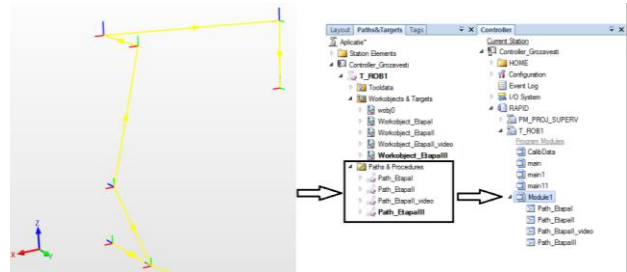 Z
X
Y
Layout Paths&Targets Tags
Aplicatie*
Station Elements
Controller_Grozavesti
T_ROB1
Tooldata
Workobjects & Targets
wobj0
Workobject_EtapaI
Workobject_EtapaII
Workobject_EtapaII_video
Workobject_EtapaIII
Paths & Procedures
Path_EtapaI
Path_EtapaII
Path_EtapaII_video
Path_EtapaIII
Controller
Current Station
Controller_Grozavesti
HOME
Configuration
Event Log
I/O System
RAPID
PM_PROJ_SUPERV
T_ROB1
Program Modules
CalibData
main
main1
main11
Module1
Path_EtapaI
Path_EtapaII
Path_EtapaII_video
Path_EtapaIII